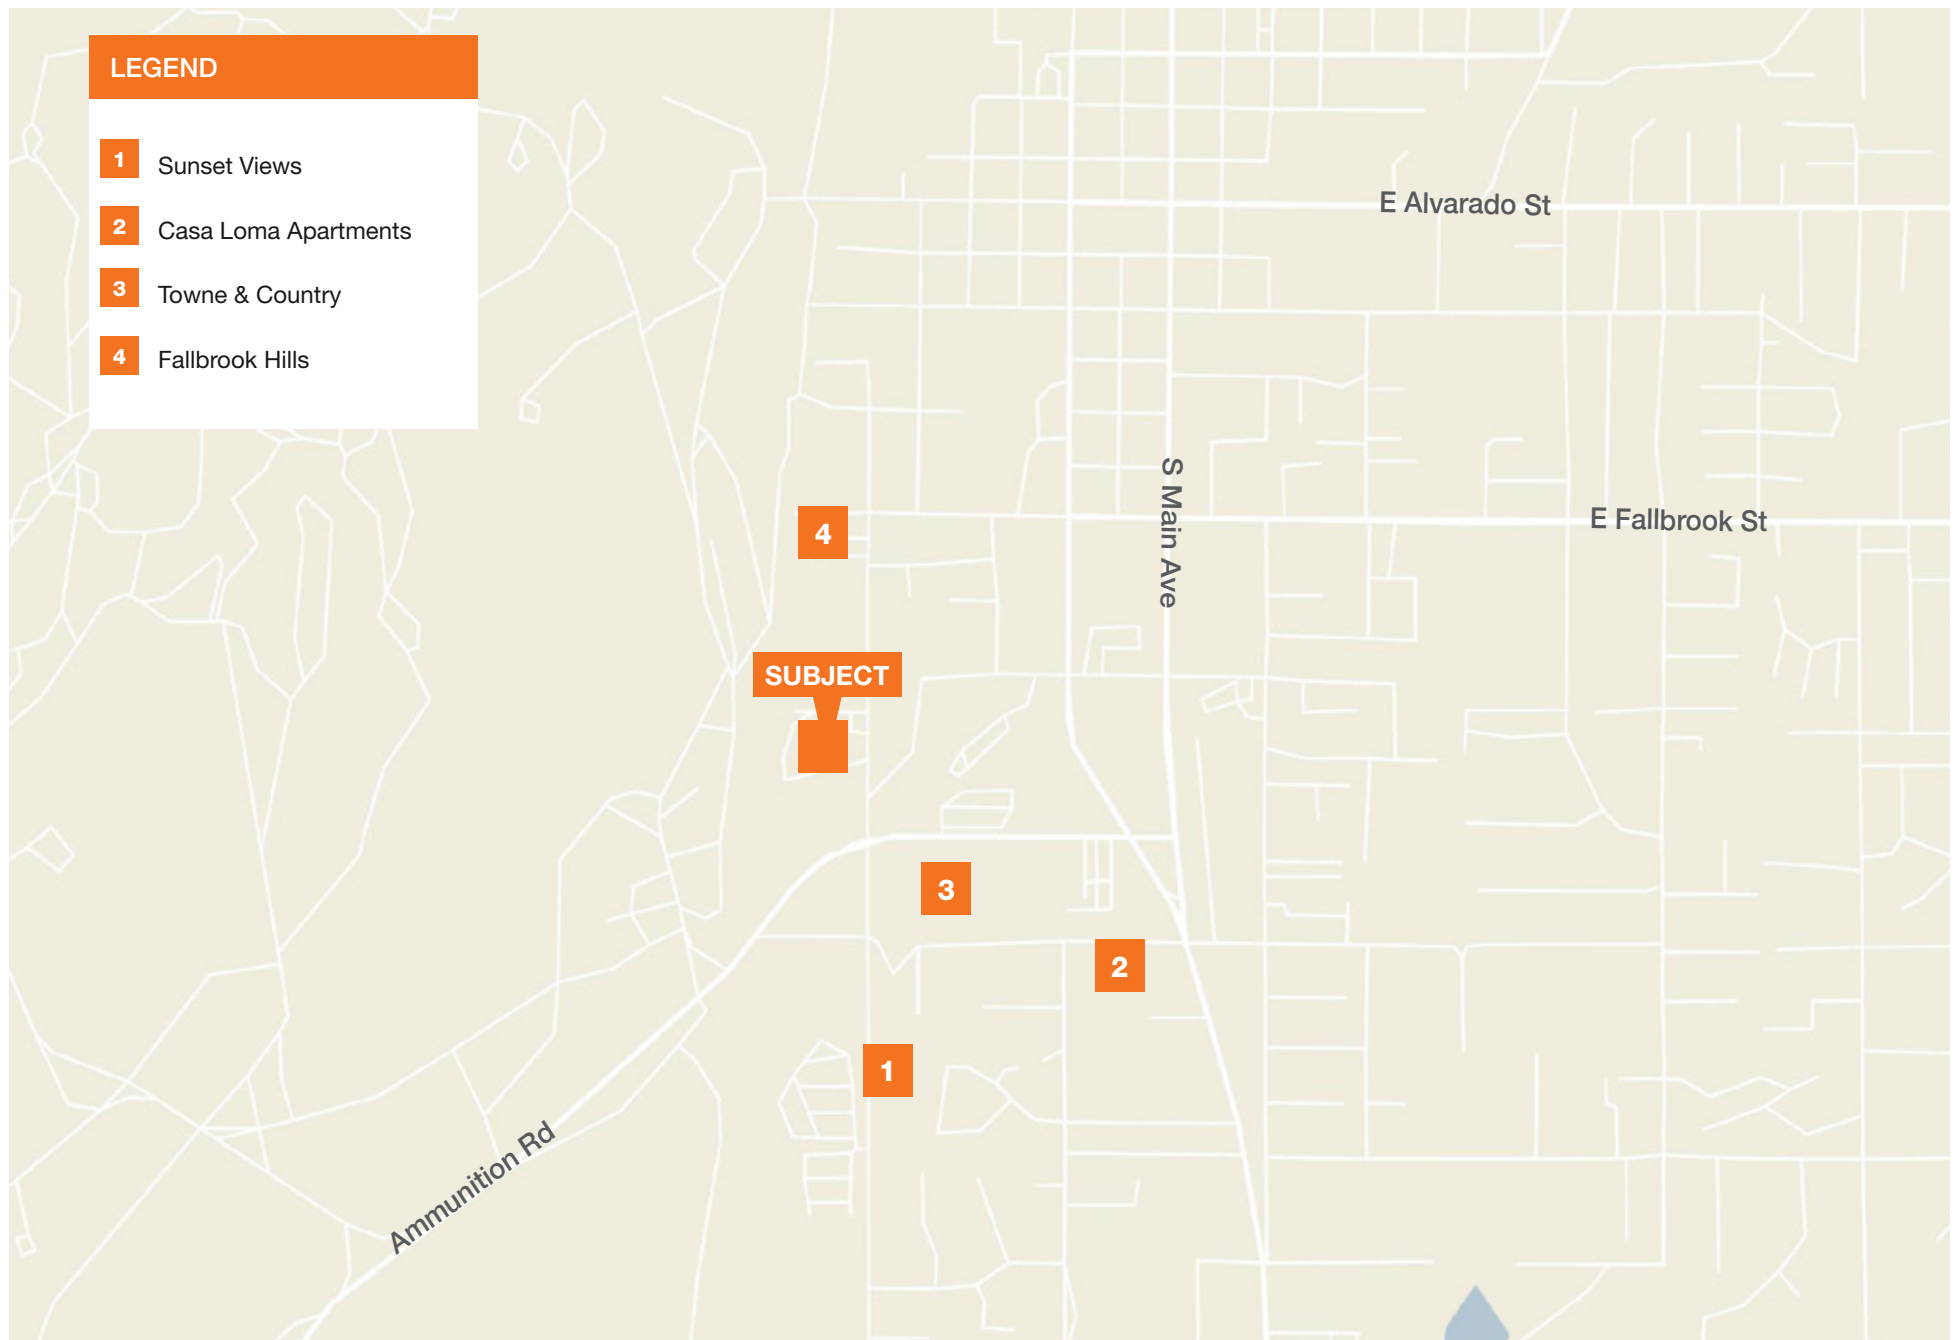 LEGEND
1 Sunset Views
2 Casa Loma Apartments
3 Towne & Country
4 Fallbrook Hills
E Alvarado St
S Main Ave
E Fallbrook St
4
SUBJECT
3
2
1
Ammunition Rd